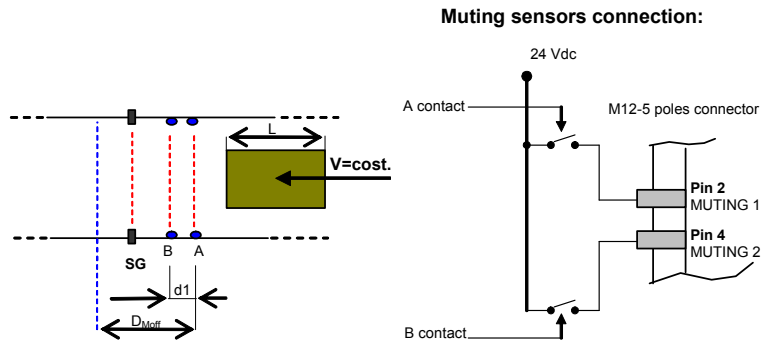 Muting sensors connection:
24 Vdc
A contact
M12-5 poles connector
L
V=cost.
Pin 2
MUTING 1
Pin 4
MUTING 2
B
A
SG
d1
DMoff
B contact